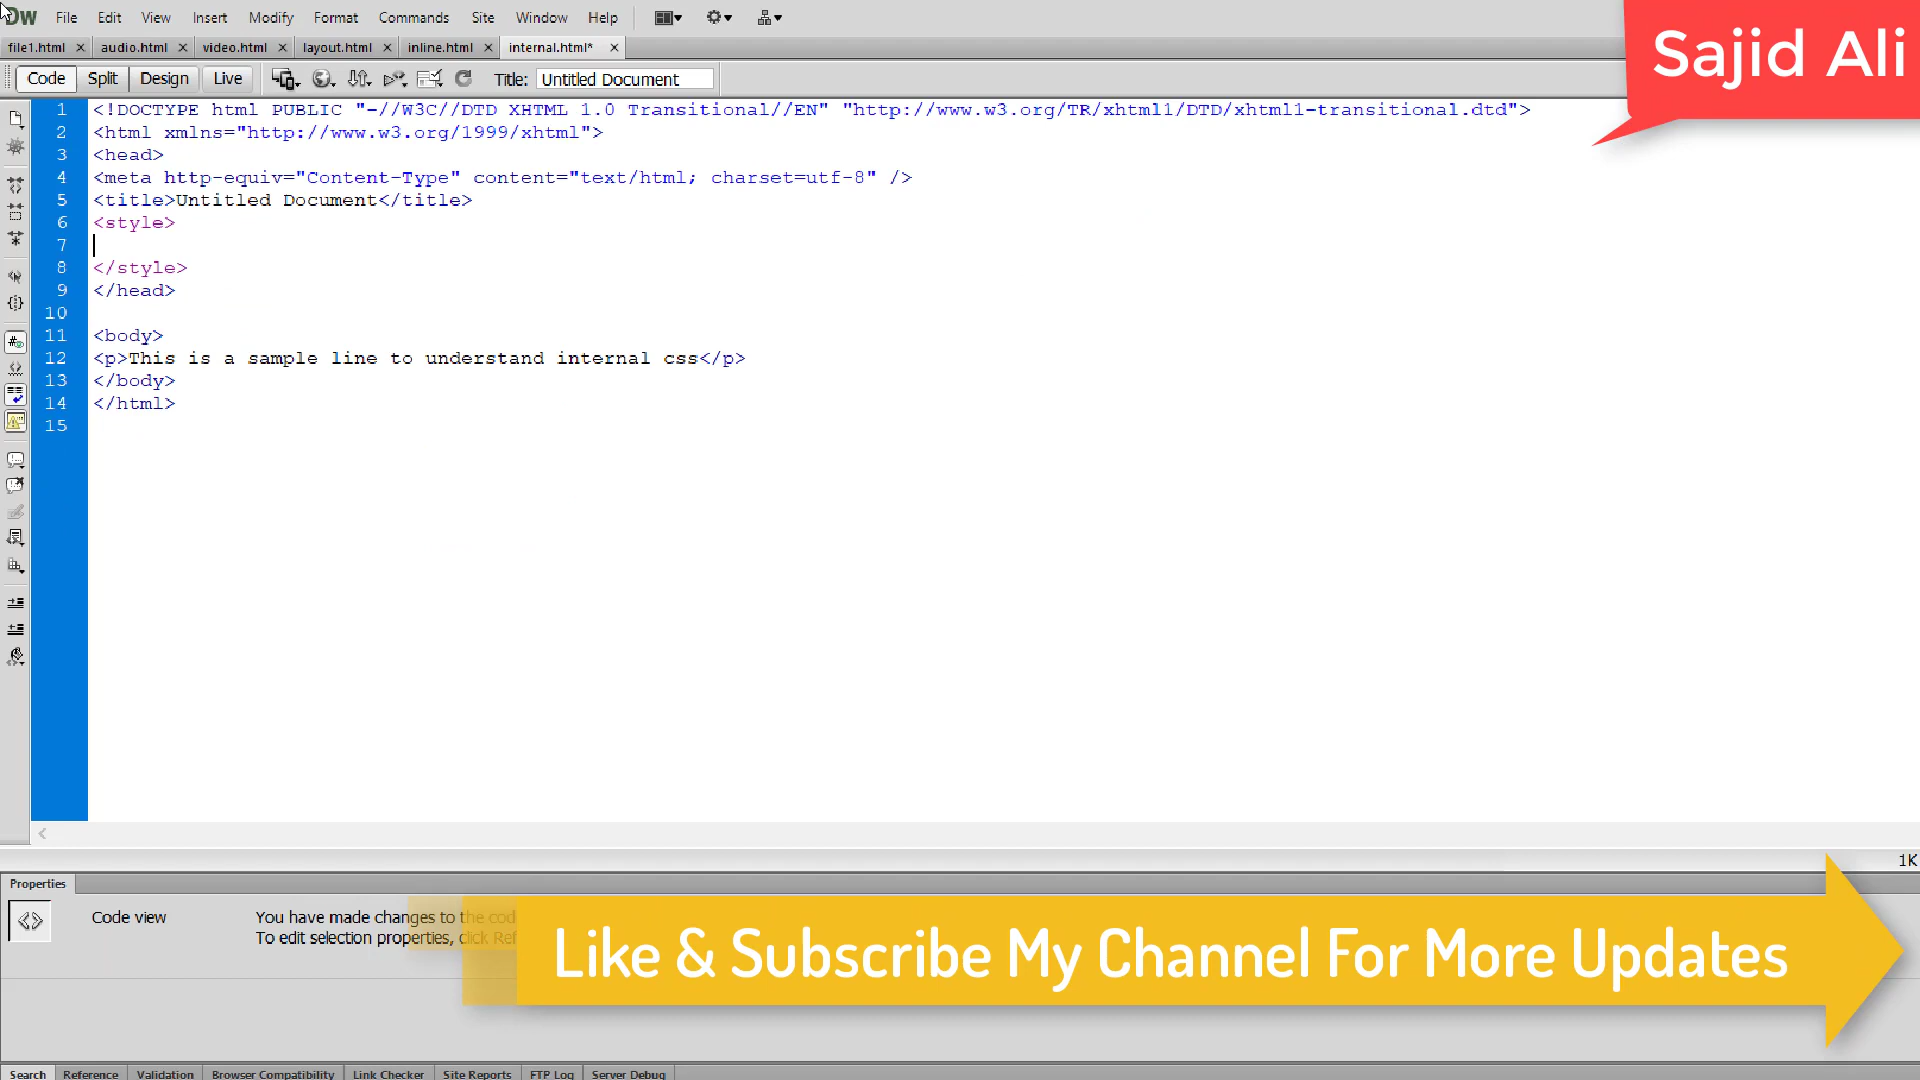 Dw File Edit View Insert Modify Format Commands Site Window Help
file1.html audio.html video.html layout.html inline.html internal.html*
Code Split Design Live Title: Untitled Document
Sajid Ali
1 <!DOCTYPE html PUBLIC "-//W3C//DTD XHTML 1.0 Transitional//EN" "http://www.w3.org/TR/xhtml1/DTD/xhtml1-transitional.dtd">
2 <html xmlns="http://www.w3.org/1999/xhtml">
3 <head>
4 <meta http-equiv="Content-Type" content="text/html; charset=utf-8" />
5 <title>Untitled Document</title>
6 <style>
7
8 </style>
9 </head>
10
11 <body>
12 <p>This is a sample line to understand internal css</p>
13 </body>
14 </html>
15
1K
Properties
Code view You have made changes to the cod
To edit selection properties, click Ref
Like & Subscribe My Channel For More Updates
Search Reference Validation Browser Compatibility Link Checker Site Reports FTP Log Server Debug